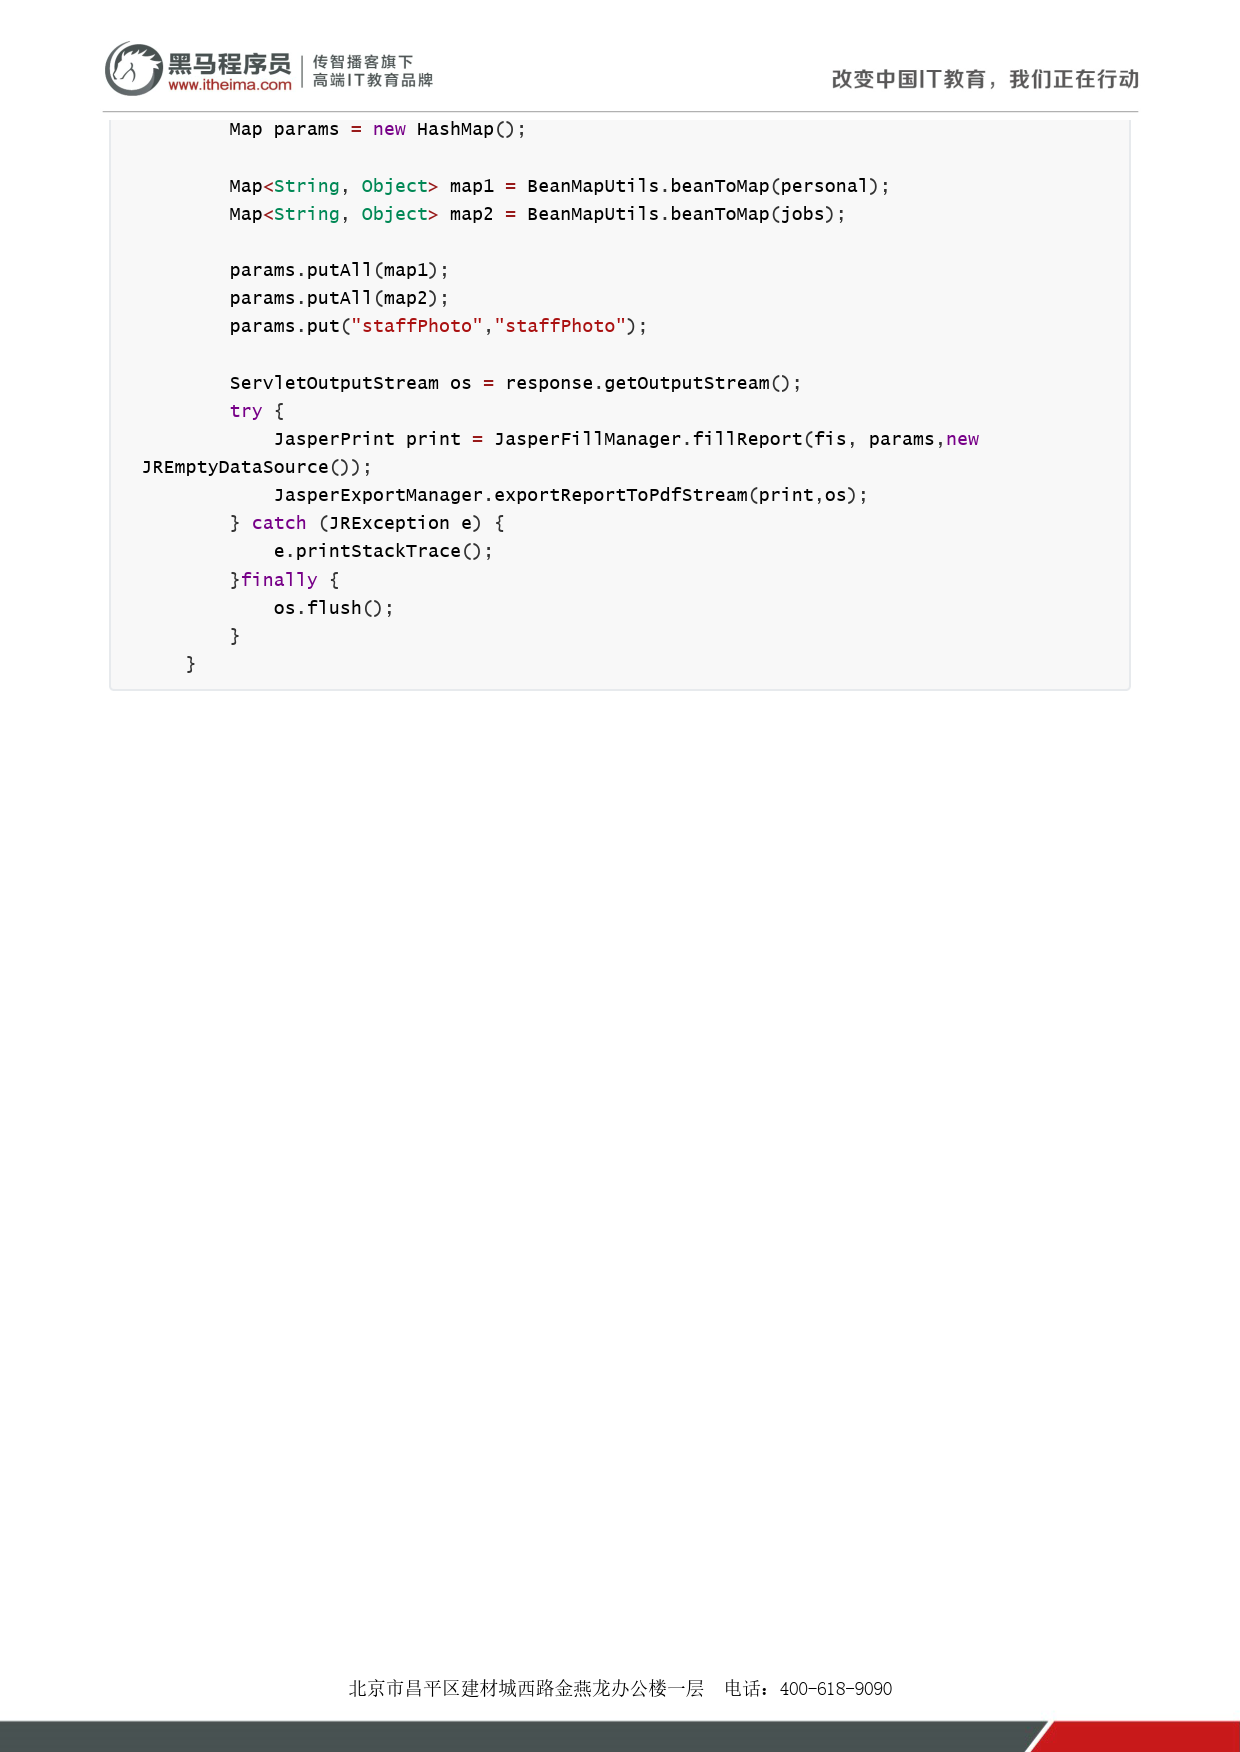 黑马程序员
www.itheima.com
传智播客旗下
高端IT教育品牌
改变中国IT教育，我们正在行动
        Map params = new HashMap();

        Map<String, Object> map1 = BeanMapUtils.beanToMap(personal);
        Map<String, Object> map2 = BeanMapUtils.beanToMap(jobs);

        params.putAll(map1);
        params.putAll(map2);
        params.put("staffPhoto","staffPhoto");

        ServletOutputStream os = response.getOutputStream();
        try {
            JasperPrint print = JasperFillManager.fillReport(fis, params,new
JREmptyDataSource());
            JasperExportManager.exportReportToPdfStream(print,os);
        } catch (JRException e) {
            e.printStackTrace();
        }finally {
            os.flush();
        }
    }
北京市昌平区建材城西路金燕龙办公楼一层  电话：400-618-9090